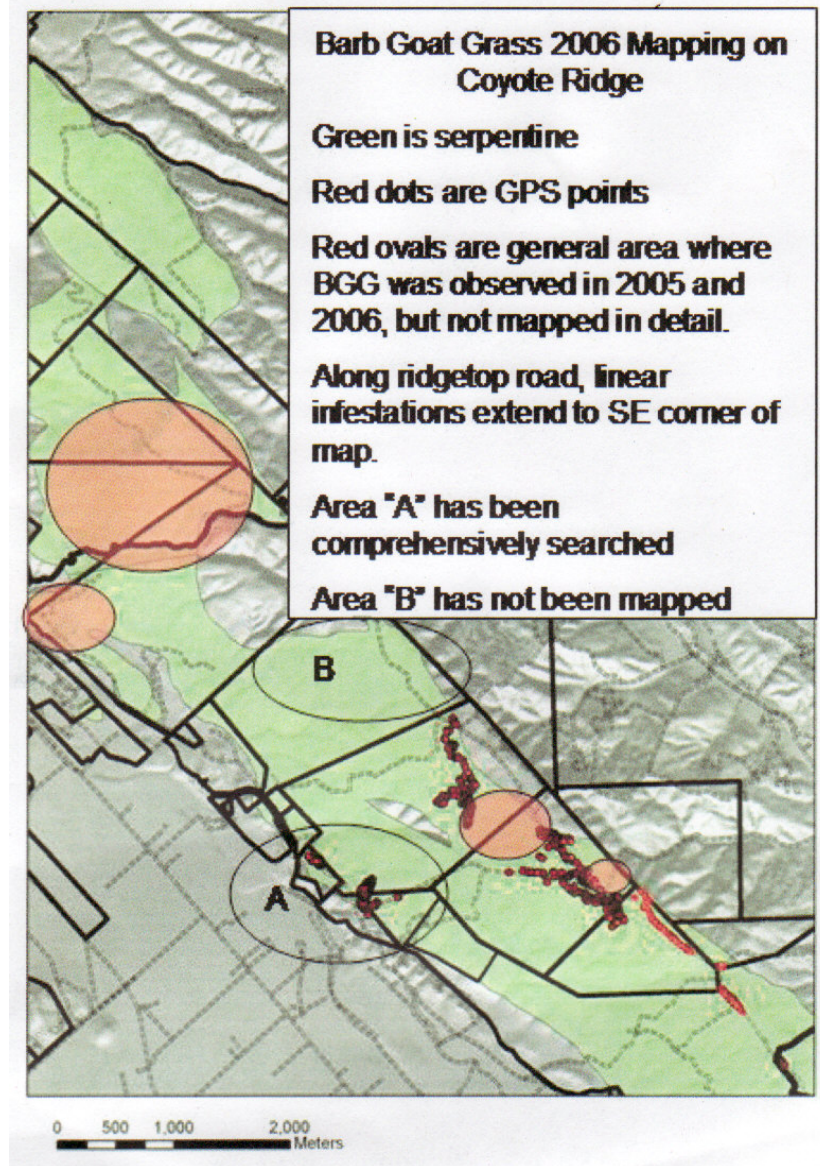 Barb Goat Grass 2006 Mapping on
Coyote Ridge
Green is serpentine
Red dots are GPS points
Red ovals are general area where
BGG was observed in 2005 and
2006, but not mapped in detail.
Along ridgetop road, linear
infestations extend to SE corner of
map.
Area "A" has been
comprehensively searched
Area "B" has not been mapped
B
A
0 500 1,000 2,000
Meters